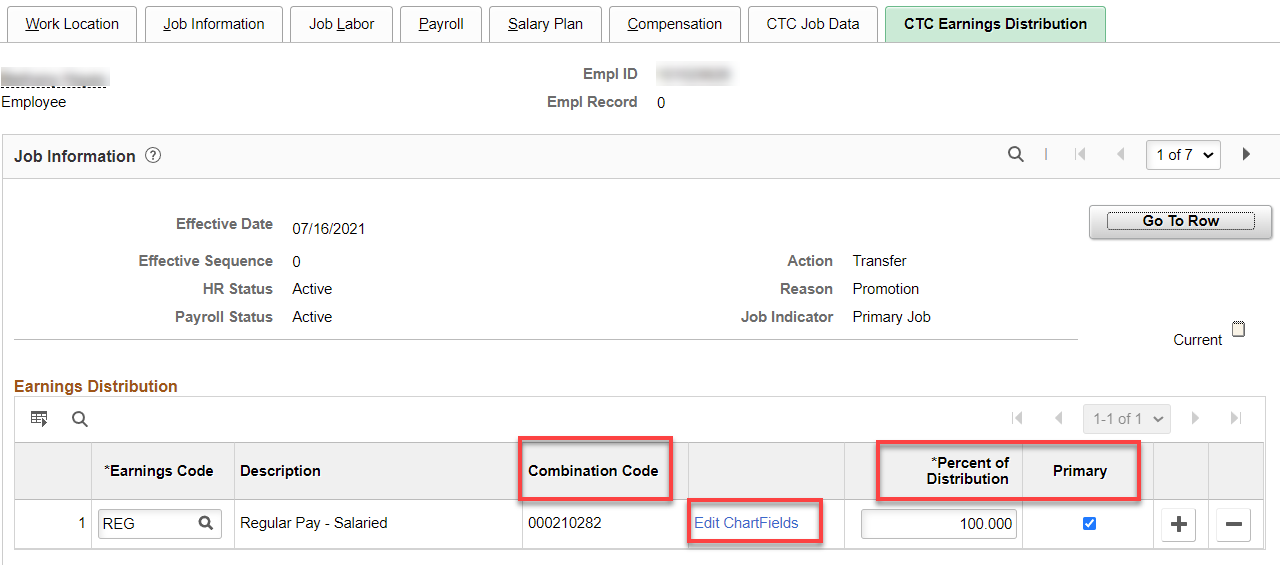 Work Location Job Information Job Labor Payroll Salary Plan Compensation CTC Job Data CTC Earnings Distribution
Empl ID
Employee Empl Record 0
Job Information ? 1 of 7
Effective Date 07/16/2021 Go To Row
Effective Sequence 0 Action Transfer
HR Status Active Reason Promotion
Payroll Status Active Job Indicator Primary Job
Current
Earnings Distribution
1-1 of 1
*Earnings Code Description Combination Code *Percent of Distribution Primary
1 REG Regular Pay - Salaried 000210282 Edit ChartFields 100.000